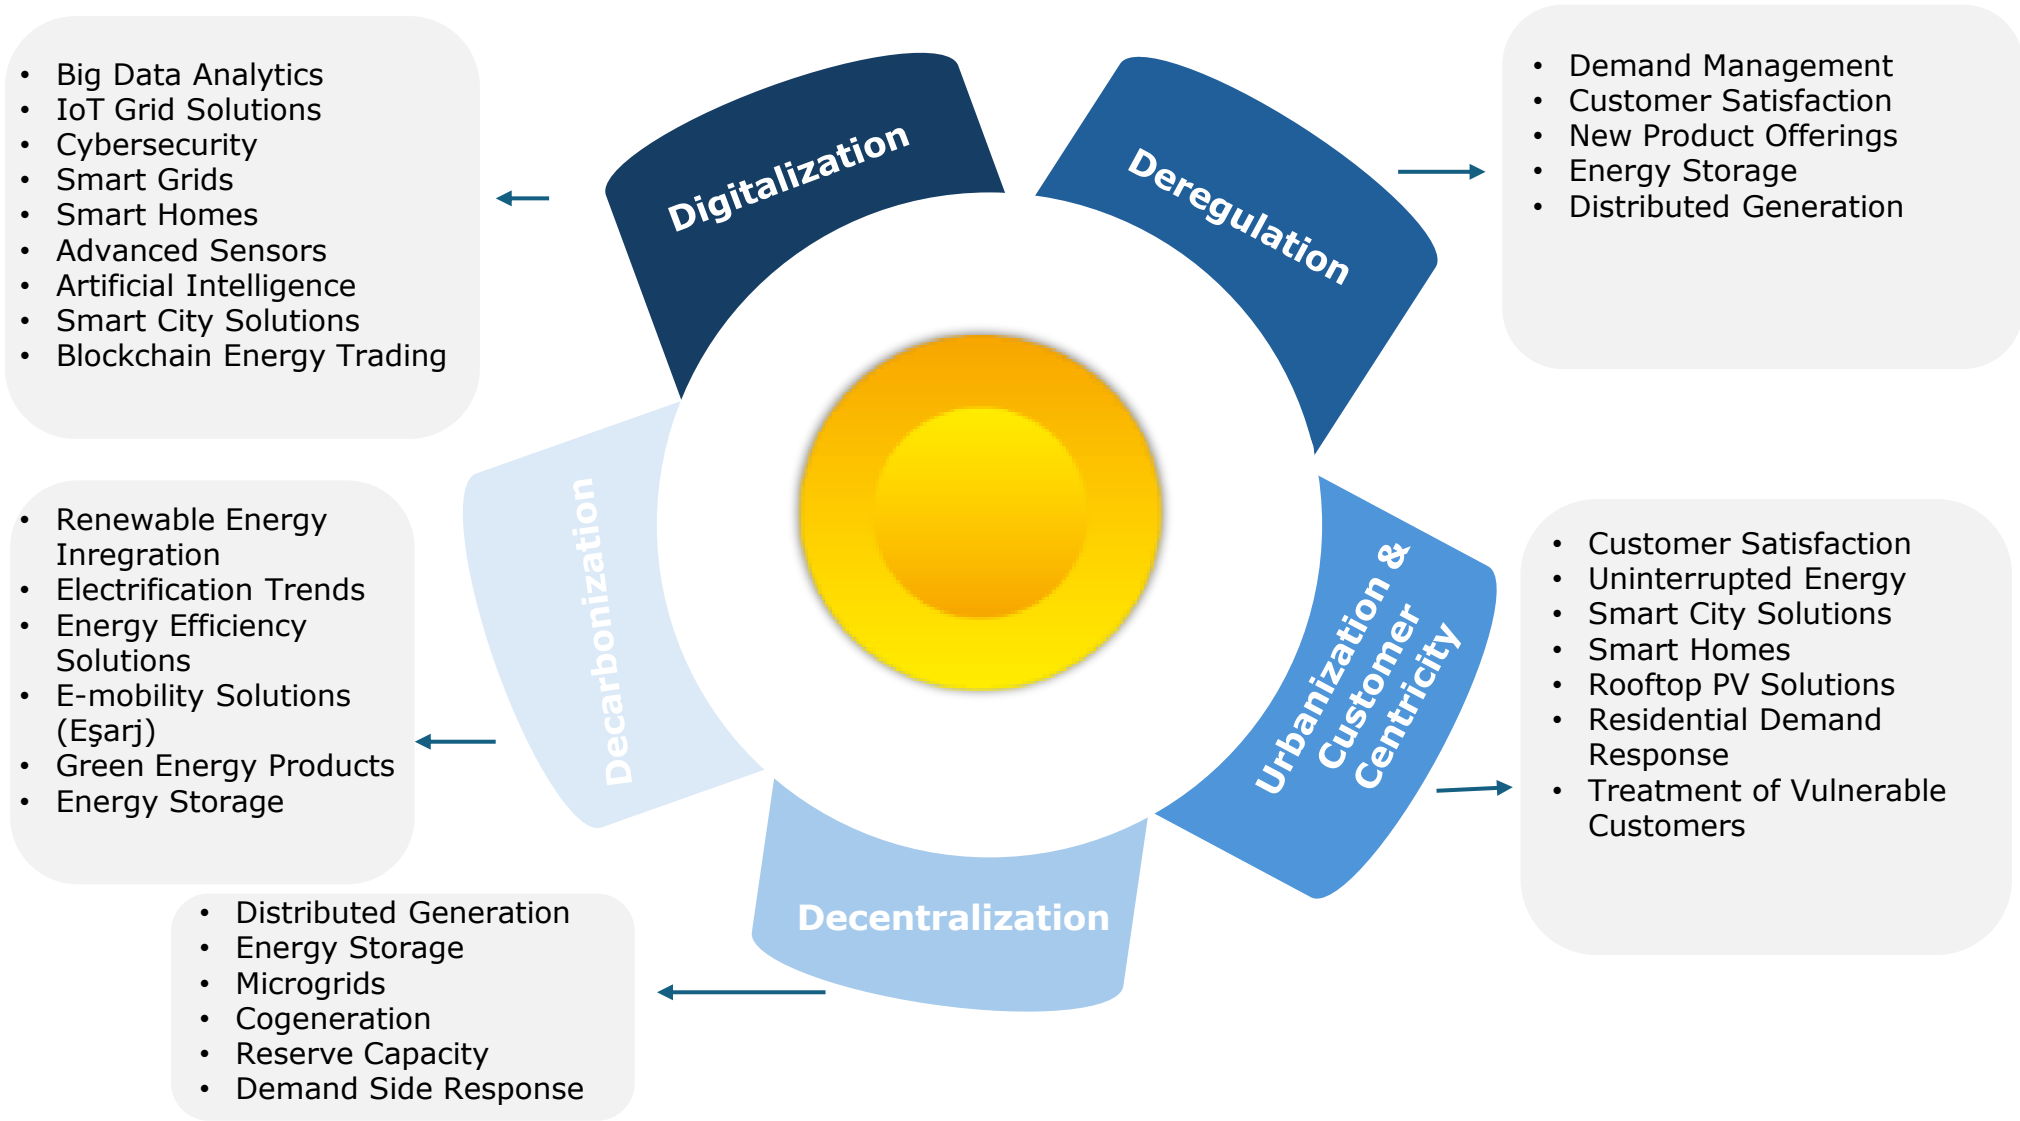 • Big Data Analytics
• IoT Grid Solutions
• Cybersecurity
• Smart Grids
• Smart Homes
• Advanced Sensors
• Artificial Intelligence
• Smart City Solutions
• Blockchain Energy Trading
Digitalization
Deregulation
• Demand Management
• Customer Satisfaction
• New Product Offerings
• Energy Storage
• Distributed Generation
• Renewable Energy
Inregration
• Electrification Trends
• Energy Efficiency
Solutions
• E-mobility Solutions
(Eşarj)
• Green Energy Products
• Energy Storage
Decarbonization
Urbanization &
Customer
Centricity
• Customer Satisfaction
• Uninterrupted Energy
• Smart City Solutions
• Smart Homes
• Rooftop PV Solutions
• Residential Demand
Response
• Treatment of Vulnerable
Customers
Decentralization
• Distributed Generation
• Energy Storage
• Microgrids
• Cogeneration
• Reserve Capacity
• Demand Side Response